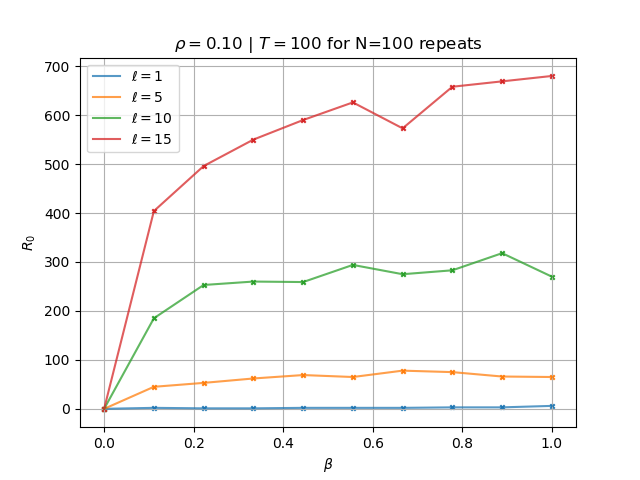 ρ = 0.10 | T = 100 for N=100 repeats
700
600
500
400
300
200
100
0
R₀
ℓ = 1
ℓ = 5
ℓ = 10
ℓ = 15
0.0 0.2 0.4 0.6 0.8 1.0
β